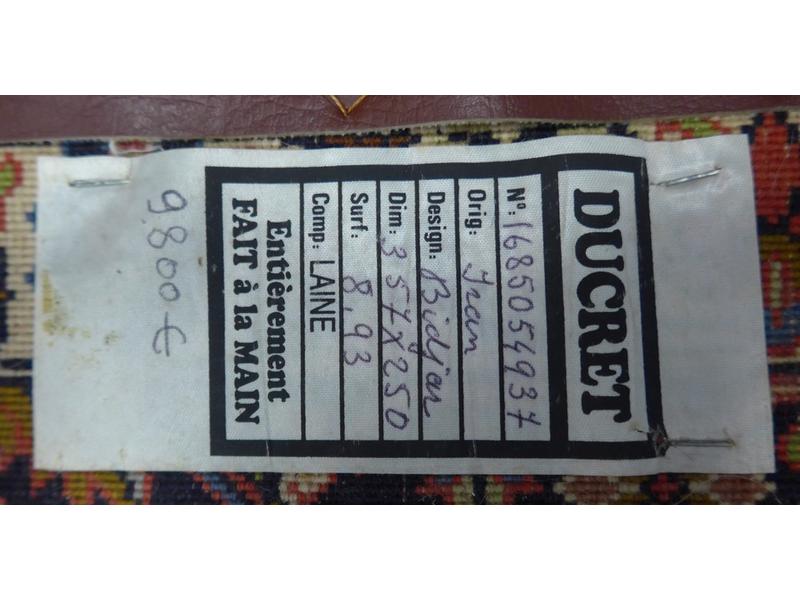 DUCRET
N°: 1685054937
Orig: Iran
Design: Bidjar
Dim: 357X250
Surf: 8,93
Comp: LAINE
Entièrement
FAIT à la MAIN
9.800€